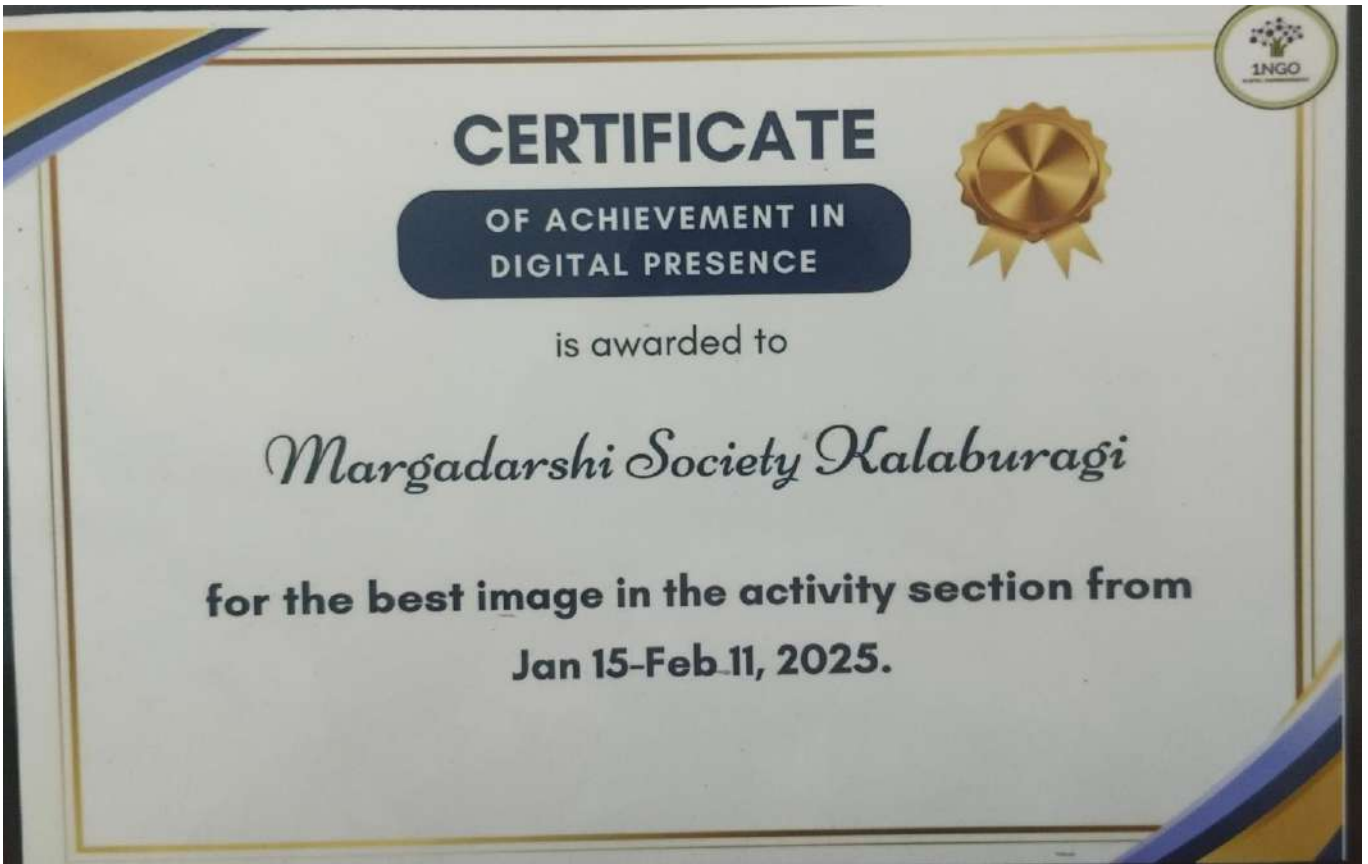 1NGO
CERTIFICATE
OF ACHIEVEMENT IN
DIGITAL PRESENCE
is awarded to
Margadarshi Society Kalaburagi
for the best image in the activity section from
Jan 15-Feb 11, 2025.